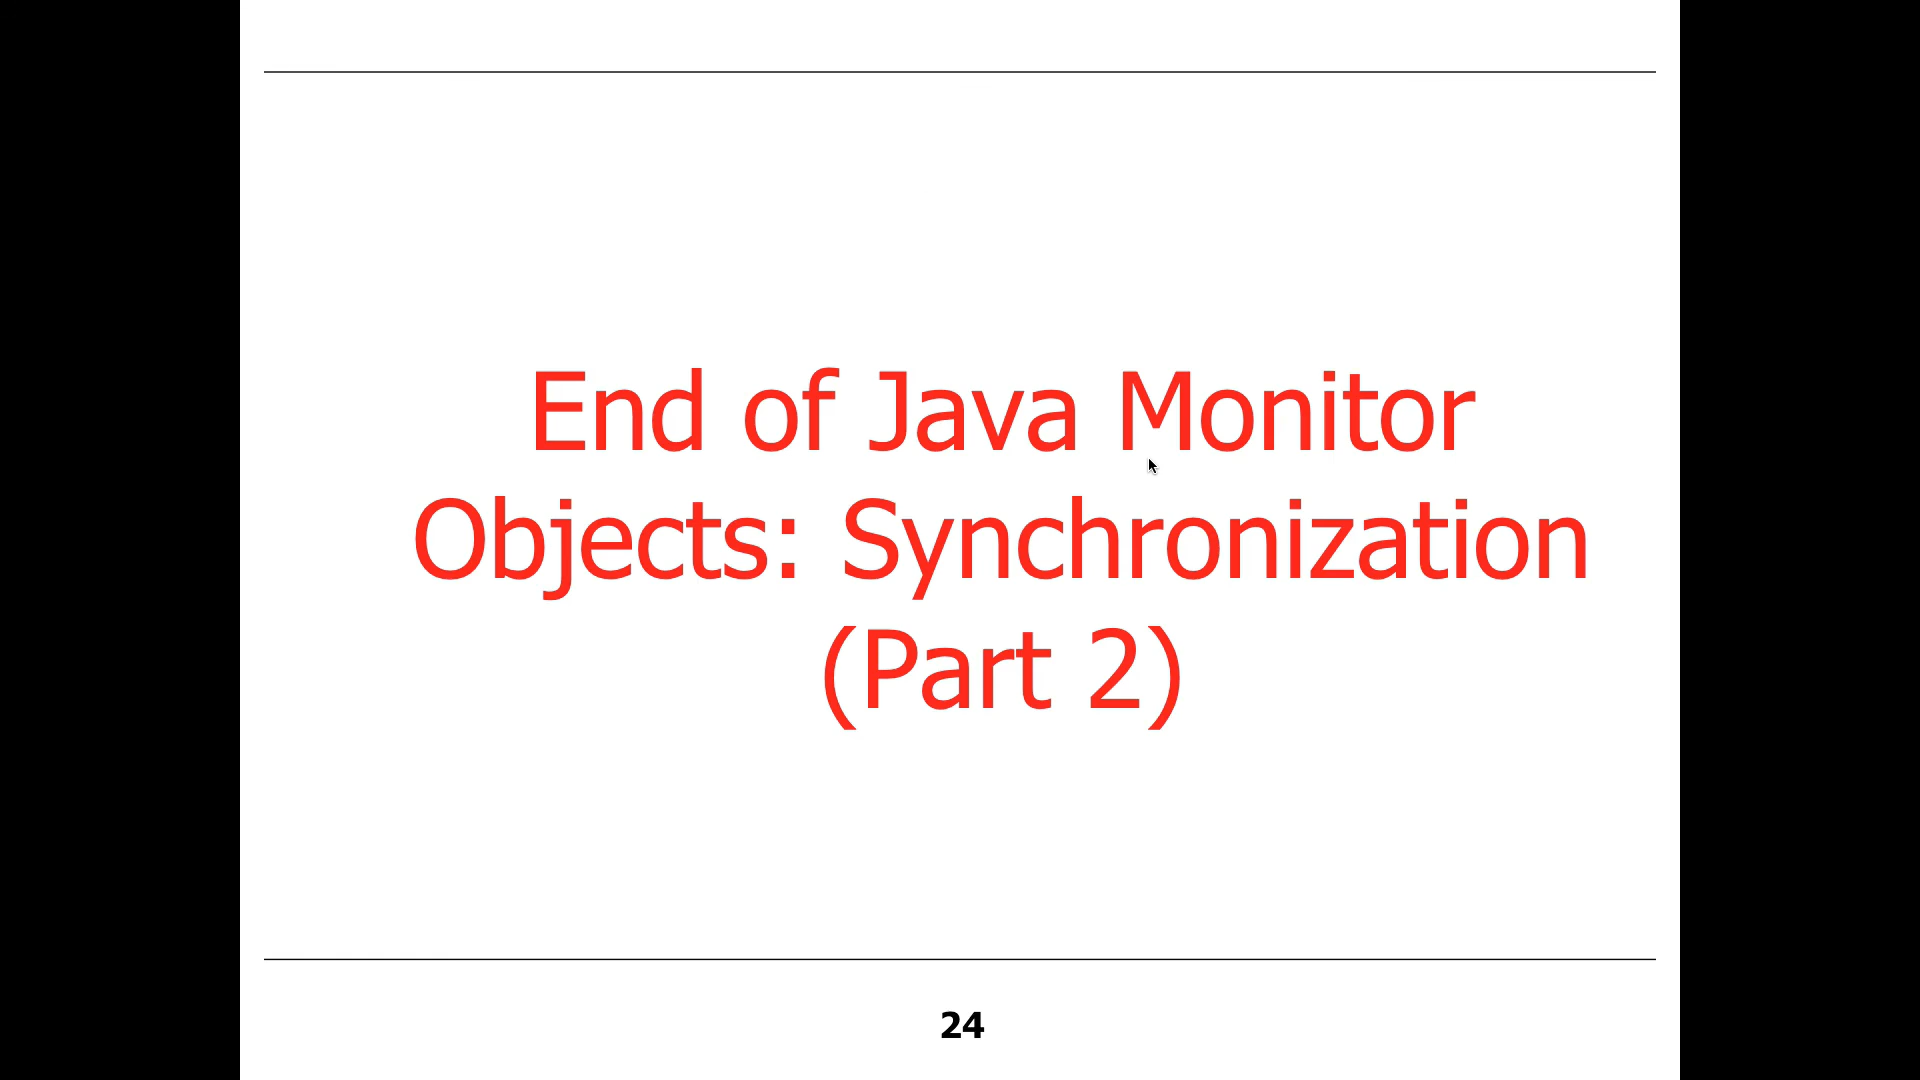 End of Java Monitor
Objects: Synchronization
(Part 2)
24